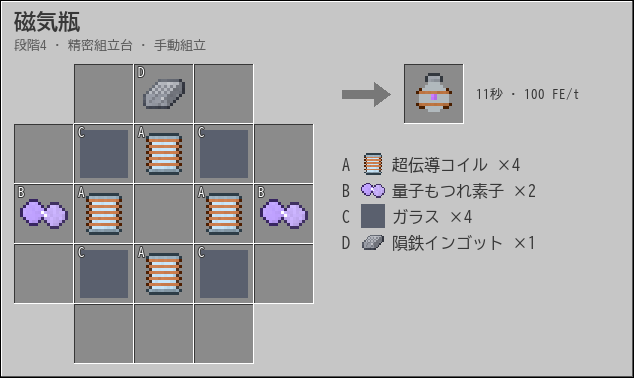 磁気瓶
段階4 · 精密組立台 · 手動組立
D
C
A
C
B
A
A
B
C
A
C
11秒 · 100 FE/t
A 超伝導コイル ×4
B 量子もつれ素子 ×2
C ガラス ×4
D 隕鉄インゴット ×1